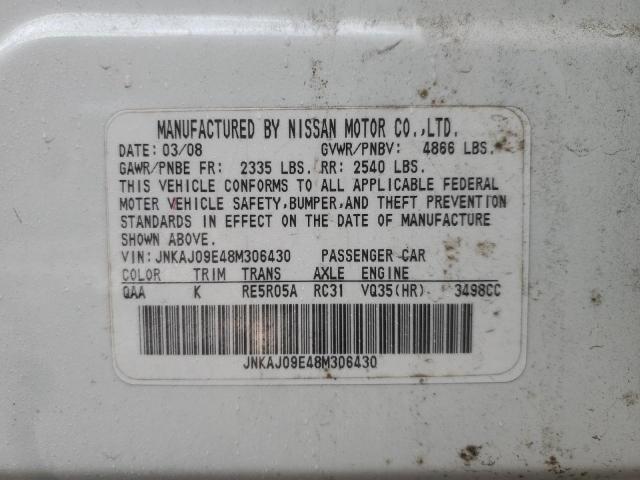 MANUFACTURED BY NISSAN MOTOR CO.,LTD.
DATE: 03/08 GVWR/PNBV: 4866 LBS.
GAWR/PNBE FR: 2335 LBS. RR: 2540 LBS.
THIS VEHICLE CONFORMS TO ALL APPLICABLE FEDERAL
MOTOR VEHICLE SAFETY,BUMPER,AND THEFT PREVENTION
STANDARDS IN EFFECT ON THE DATE OF MANUFACTURE
SHOWN ABOVE.
VIN: JNKAJ09E48M306430 PASSENGER CAR
COLOR TRIM TRANS AXLE ENGINE
QAA K RE5R05A RC31 VQ35(HR) 3498CC
JNKAJ09E48M306430